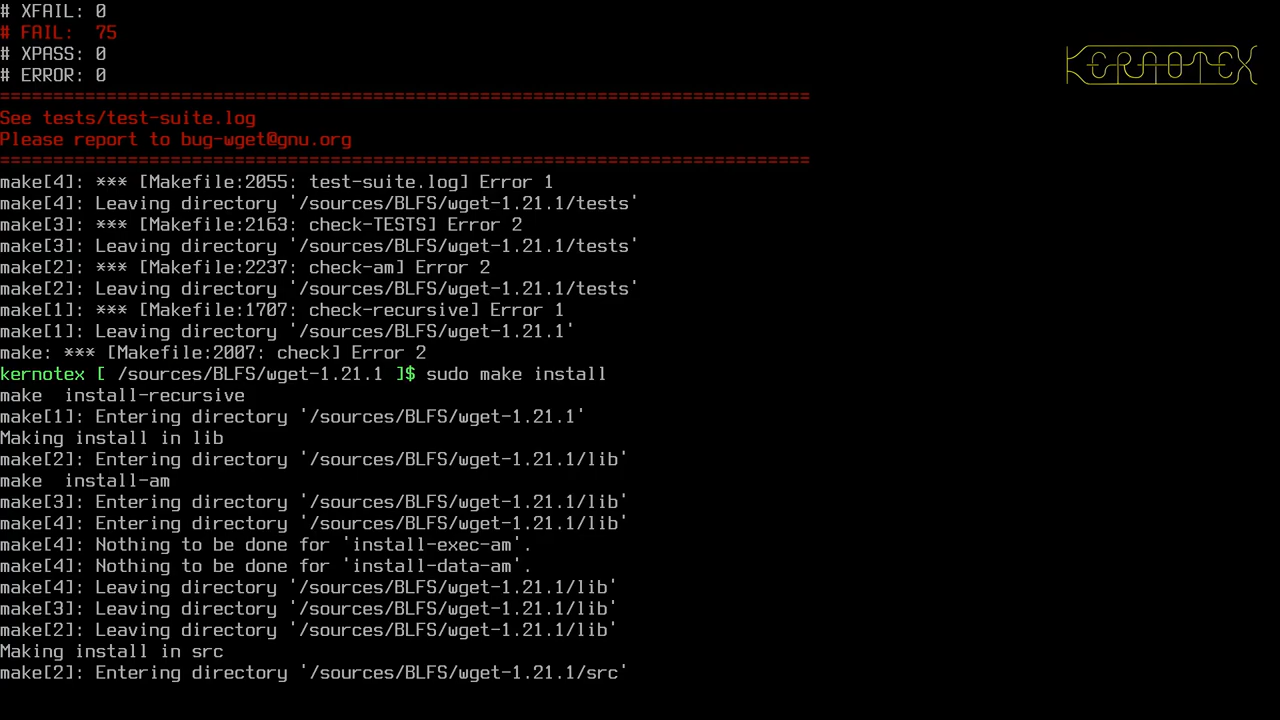 # XFAIL: 0
# FAIL:  75
# XPASS: 0
# ERROR: 0
============================================================================
See tests/test-suite.log
Please report to bug-wget@gnu.org
============================================================================
make[4]: *** [Makefile:2055: test-suite.log] Error 1
make[4]: Leaving directory '/sources/BLFS/wget-1.21.1/tests'
make[3]: *** [Makefile:2163: check-TESTS] Error 2
make[3]: Leaving directory '/sources/BLFS/wget-1.21.1/tests'
make[2]: *** [Makefile:2237: check-am] Error 2
make[2]: Leaving directory '/sources/BLFS/wget-1.21.1/tests'
make[1]: *** [Makefile:1707: check-recursive] Error 1
make[1]: Leaving directory '/sources/BLFS/wget-1.21.1'
make: *** [Makefile:2007: check] Error 2
kernotex [ /sources/BLFS/wget-1.21.1 ]$ sudo make install
make  install-recursive
make[1]: Entering directory '/sources/BLFS/wget-1.21.1'
Making install in lib
make[2]: Entering directory '/sources/BLFS/wget-1.21.1/lib'
make  install-am
make[3]: Entering directory '/sources/BLFS/wget-1.21.1/lib'
make[4]: Entering directory '/sources/BLFS/wget-1.21.1/lib'
make[4]: Nothing to be done for 'install-exec-am'.
make[4]: Nothing to be done for 'install-data-am'.
make[4]: Leaving directory '/sources/BLFS/wget-1.21.1/lib'
make[3]: Leaving directory '/sources/BLFS/wget-1.21.1/lib'
make[2]: Leaving directory '/sources/BLFS/wget-1.21.1/lib'
Making install in src
make[2]: Entering directory '/sources/BLFS/wget-1.21.1/src'
KERNOTEX